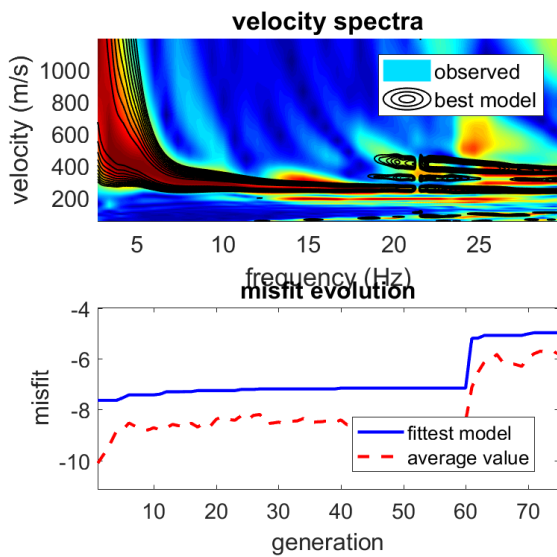 velocity spectra
velocity (m/s)
1000
800
600
400
200
observed
best model
5
10
15
20
25
frequency (Hz)
misfit evolution
misfit
-4
-6
-8
-10
fittest model
average value
10
20
30
40
50
60
70
generation